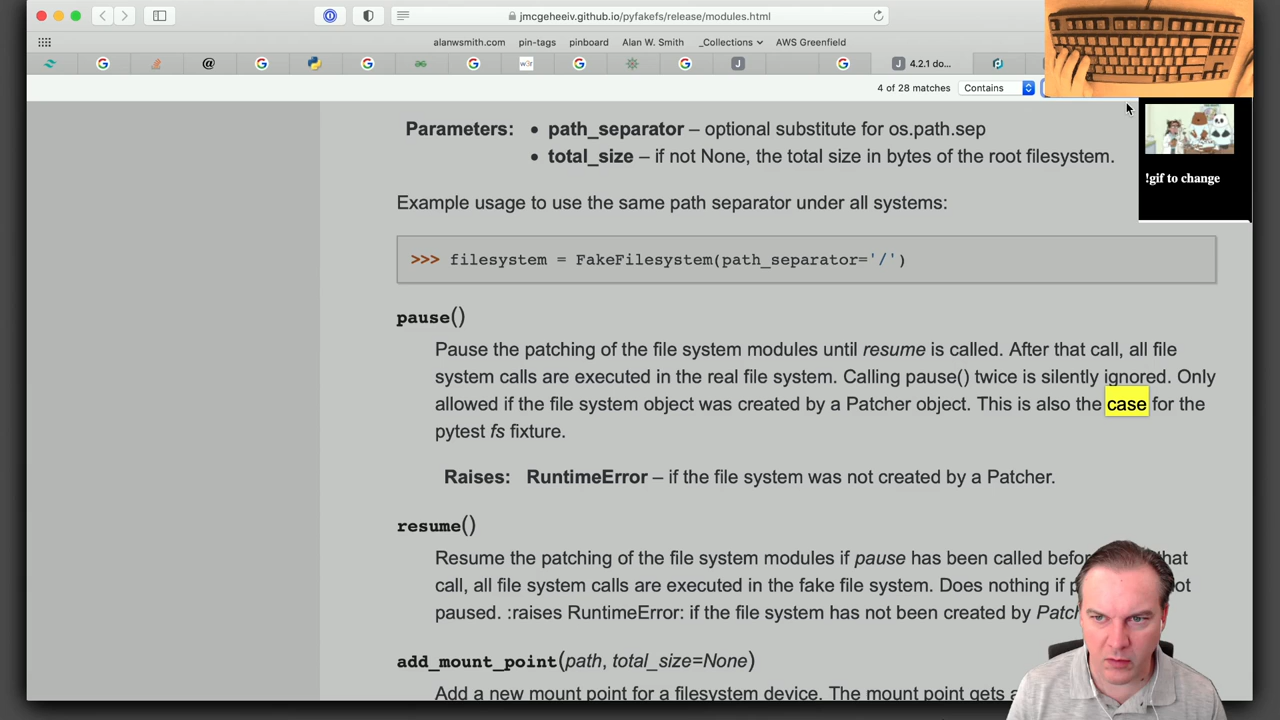 jmcgeheeiv.github.io/pyfakefs/release/modules.html
alanwsmith.com pin-tags pinboard Alan W. Smith _Collections AWS Greenfield
4.2.1 do...
4 of 28 matches Contains
Parameters: • path_separator – optional substitute for os.path.sep
• total_size – if not None, the total size in bytes of the root filesystem.
!gif to change
Example usage to use the same path separator under all systems:
>>> filesystem = FakeFilesystem(path_separator='/')
pause()
Pause the patching of the file system modules until resume is called. After that call, all file
system calls are executed in the real file system. Calling pause() twice is silently ignored. Only
allowed if the file system object was created by a Patcher object. This is also the case for the
pytest fs fixture.
Raises: RuntimeError – if the file system was not created by a Patcher.
resume()
Resume the patching of the file system modules if pause has been called before. that
call, all file system calls are executed in the fake file system. Does nothing if not
paused. :raises RuntimeError: if the file system has not been created by Patch
add_mount_point(path, total_size=None)
Add a new mount point for a filesystem device. The mount point gets a